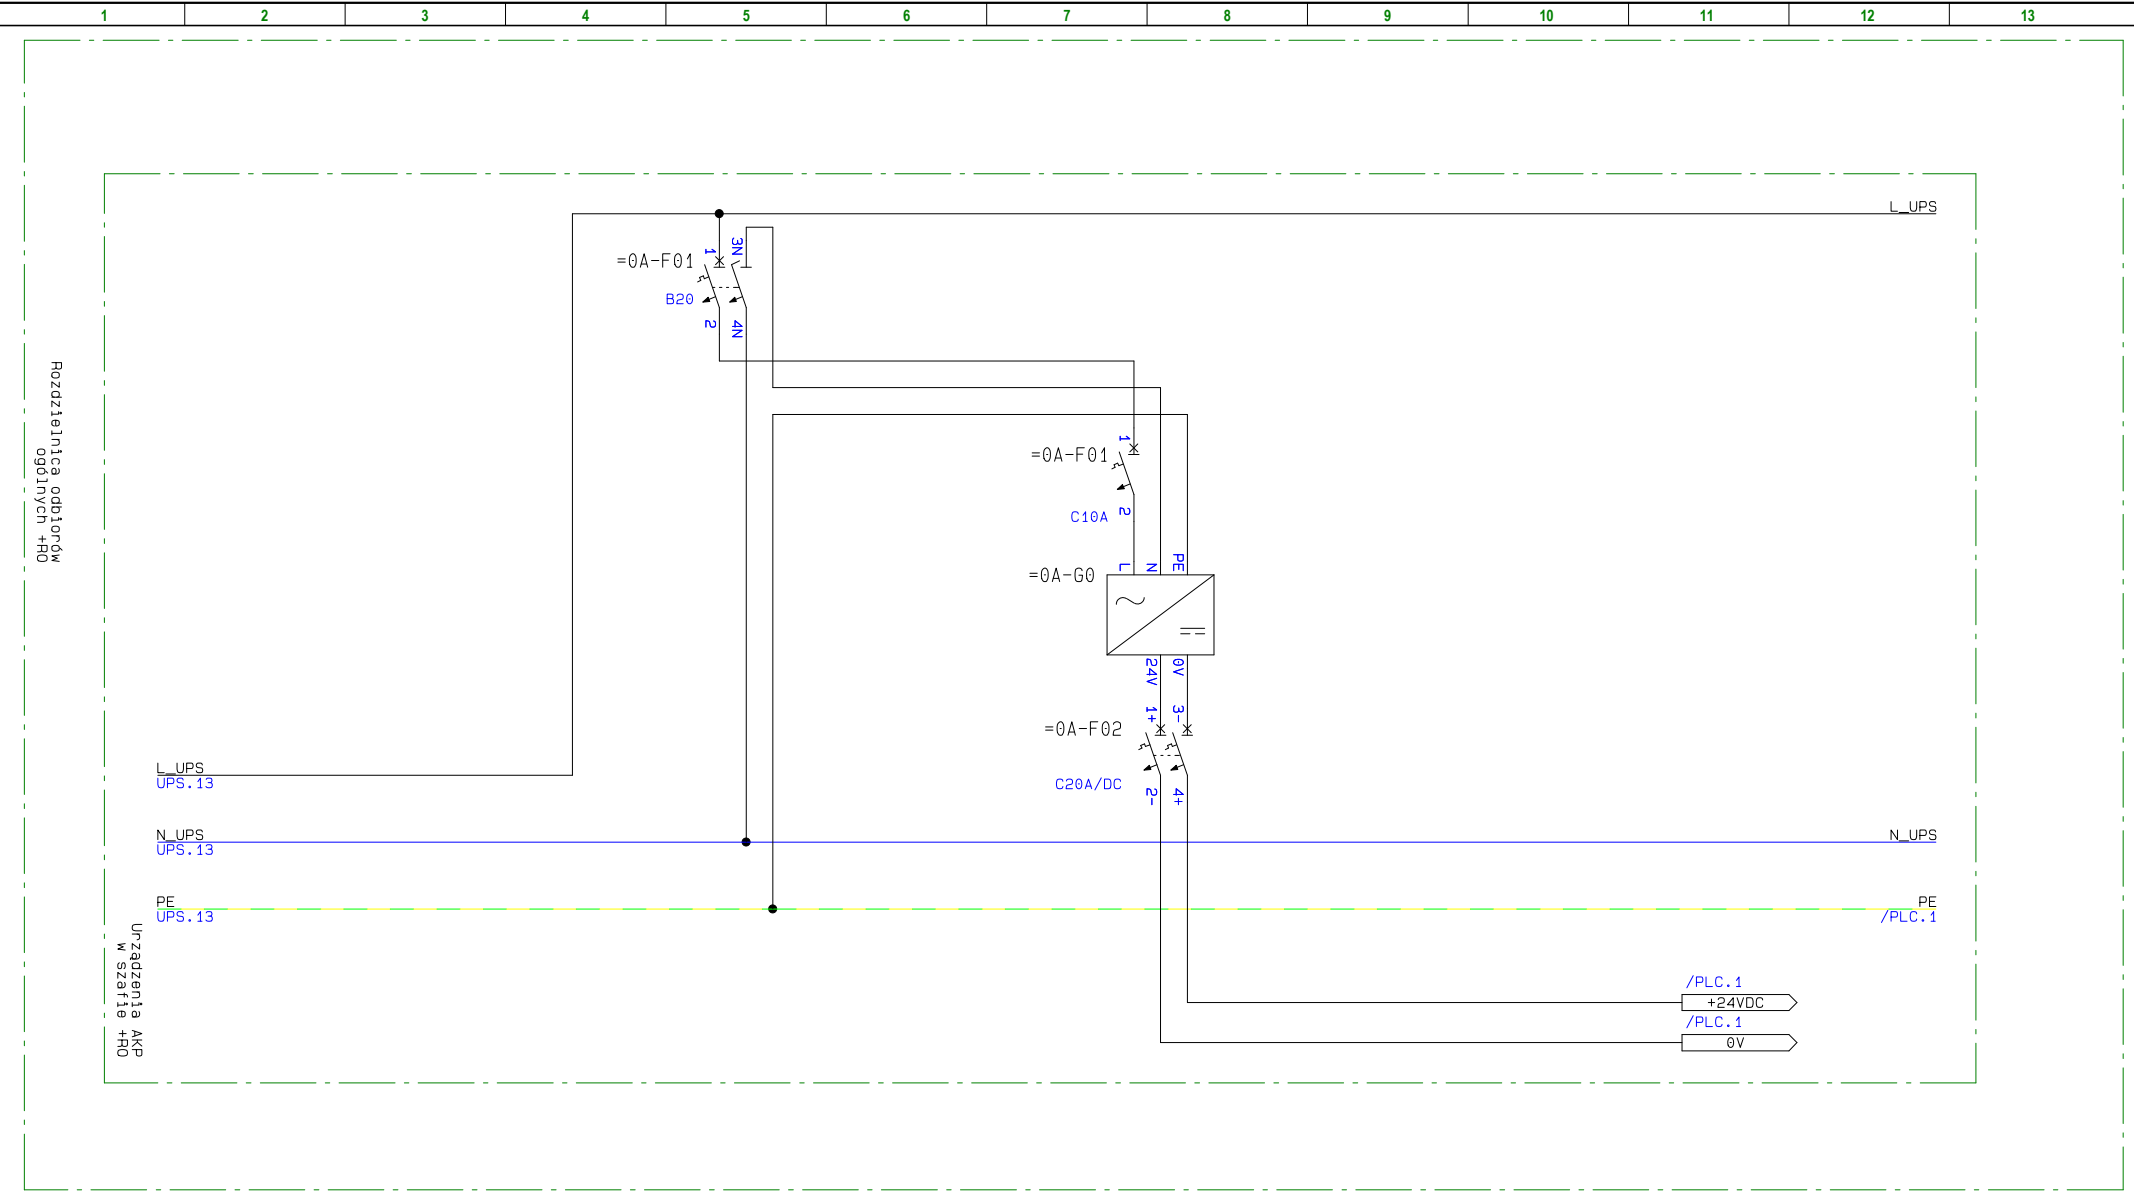 1 2 3 4 5 6 7 8 9 10 11 12 13
L_UPS
1 3N
=0A-F01
B20
2 4N
Rozdzielnica odbiorów
ogólnych +RO
1
=0A-F01
C10A 2
L N PE
=0A-G0
24V 0V
1+ 3-
=0A-F02
C20A/DC
2- 4+
L_UPS
UPS.13
N_UPS
UPS.13
N_UPS
PE
UPS.13
PE
/PLC.1
Urządzenia AKP
w szafie +RO
/PLC.1
+24VDC
/PLC.1
0V